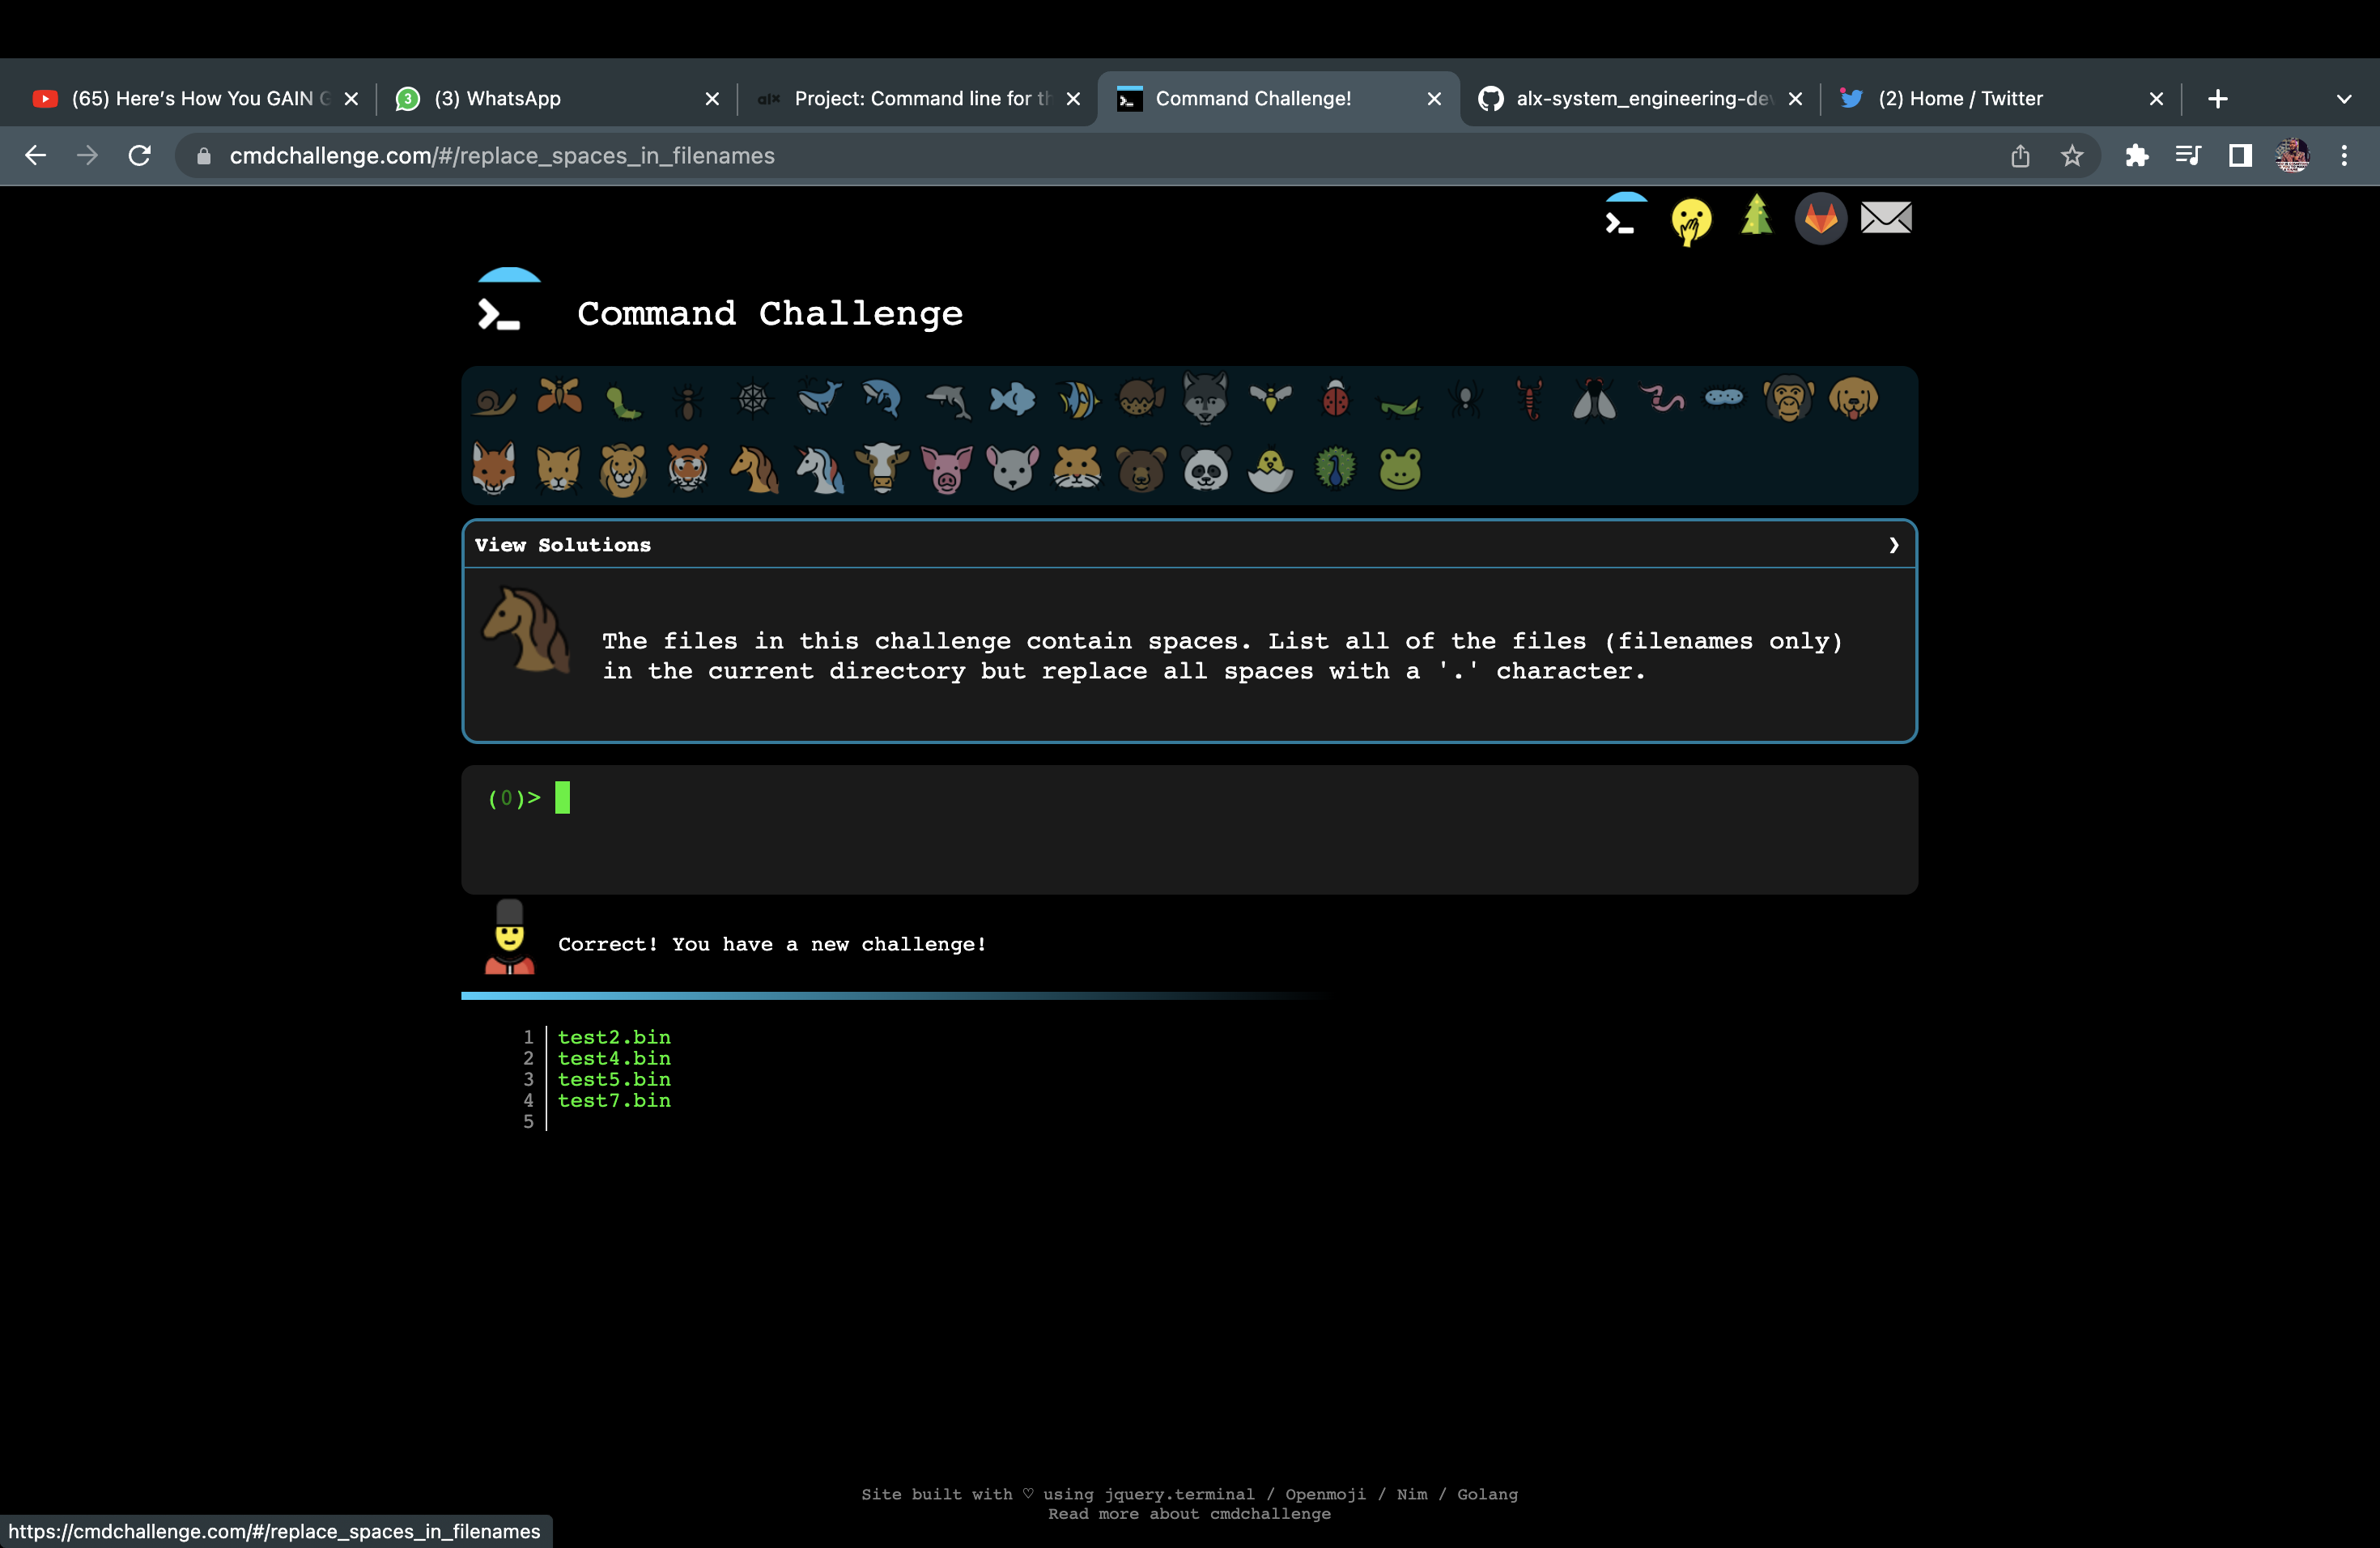 (65) Here's How You GAIN G
3
(3) WhatsApp
alx
Project: Command line for th
Command Challenge!
alx-system_engineering-dev
(2) Home / Twitter
cmdchallenge.com/#/replace_spaces_in_filenames
Command Challenge
View Solutions
The files in this challenge contain spaces. List all of the files (filenames only)
in the current directory but replace all spaces with a '.' character.
(0)>
Correct! You have a new challenge!
1 test2.bin
2 test4.bin
3 test5.bin
4 test7.bin
5
Site built with ♡ using jquery.terminal / Openmoji / Nim / Golang
Read more about cmdchallenge
https://cmdchallenge.com/#/replace_spaces_in_filenames